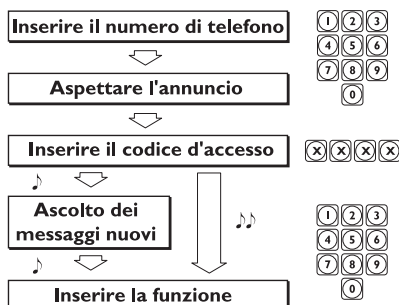 Inserire il numero di telefono
1 2 3
4 5 6
7 8 9
0
Aspettare l'annuncio
Inserire il codice d'accesso
X X X X
Ascolto dei
messaggi nuovi
1 2 3
4 5 6
7 8 9
0
Inserire la funzione